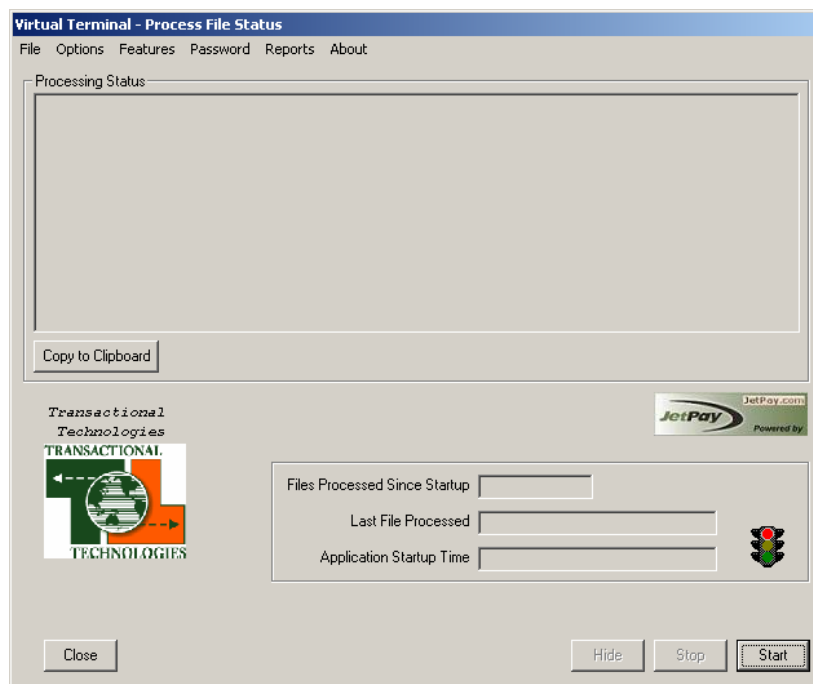 Virtual Terminal - Process File Status
File Options Features Password Reports About
Processing Status
Copy to Clipboard
Transactional
Technologies
TRANSACTIONAL
TECHNOLOGIES
JetPay.com
JetPay
Powered by
Files Processed Since Startup
Last File Processed
Application Startup Time
Close Hide Stop Start